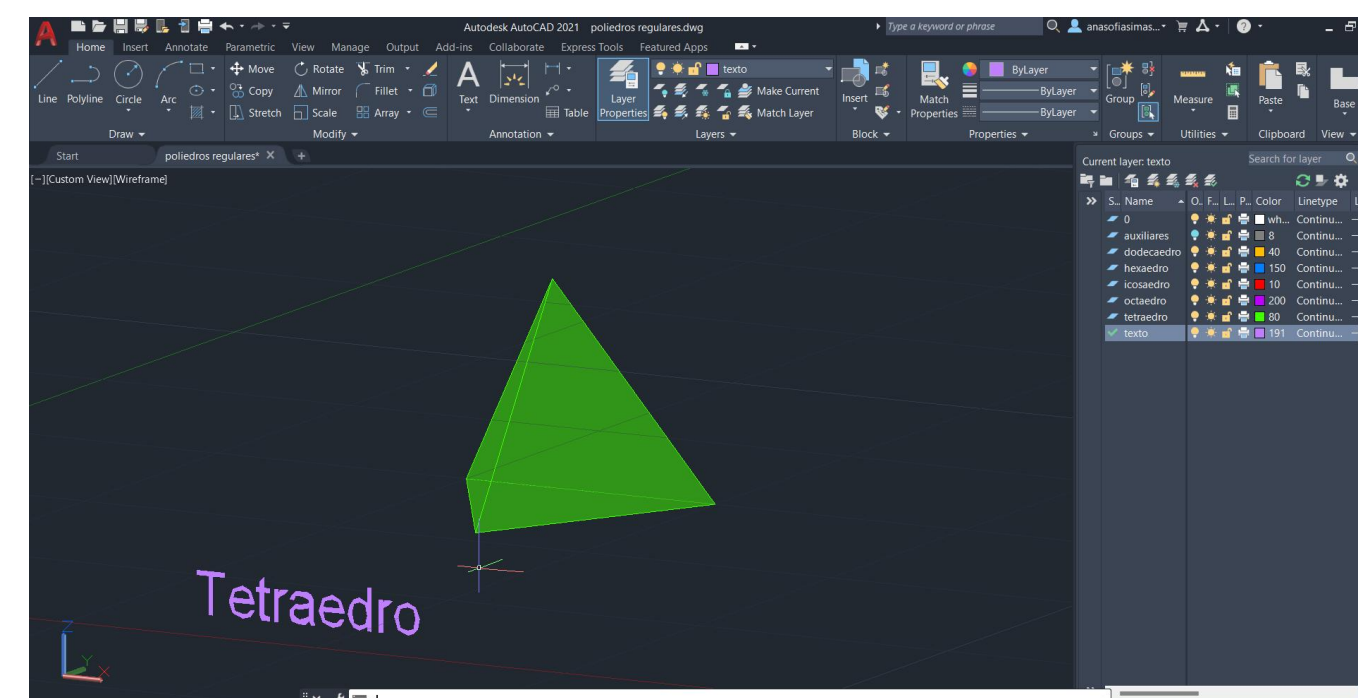 Autodesk AutoCAD 2021 poliedros regulares.dwg
Type a keyword or phrase
anasofiasimas...
Home Insert Annotate Parametric View Manage Output Add-ins Collaborate Express Tools Featured Apps
Line Polyline Circle Arc
Move Rotate Trim
Copy Mirror Fillet
Stretch Scale Array
Text Dimension
Table
Layer Properties
texto
Make Current
Match Layer
Insert
Match Properties
ByLayer
ByLayer
ByLayer
Group
Measure
Paste
Base
Draw Modify Annotation Layers Block Properties Groups Utilities Clipboard View
Start poliedros regulares* +
[−][Custom View][Wireframe]
Tetraedro
Z
Y
X
Current layer: texto
Search for layer
S... Name O.. F... L... P... Color Linetype L
0 wh... Continu...
auxiliares 8 Continu...
dodecaedro 40 Continu...
hexaedro 150 Continu...
icosaedro 10 Continu...
octaedro 200 Continu...
tetraedro 80 Continu...
texto 191 Continu...